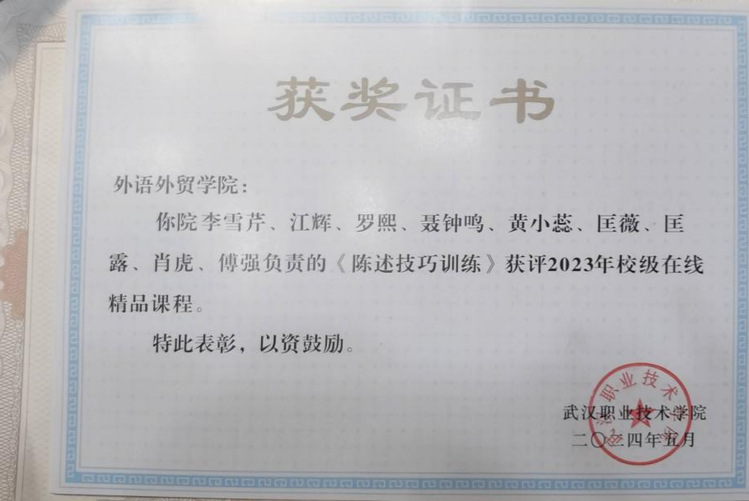 获奖证书
外语外贸学院：
你院李雪芹、江辉、罗熙、聂钟鸣、黄小蕊、匡薇、匡
露、肖虎、傅强负责的《陈述技巧训练》获评2023年校级在线
精品课程。
特此表彰，以资鼓励。
武汉职业技术学院
二〇二四年五月